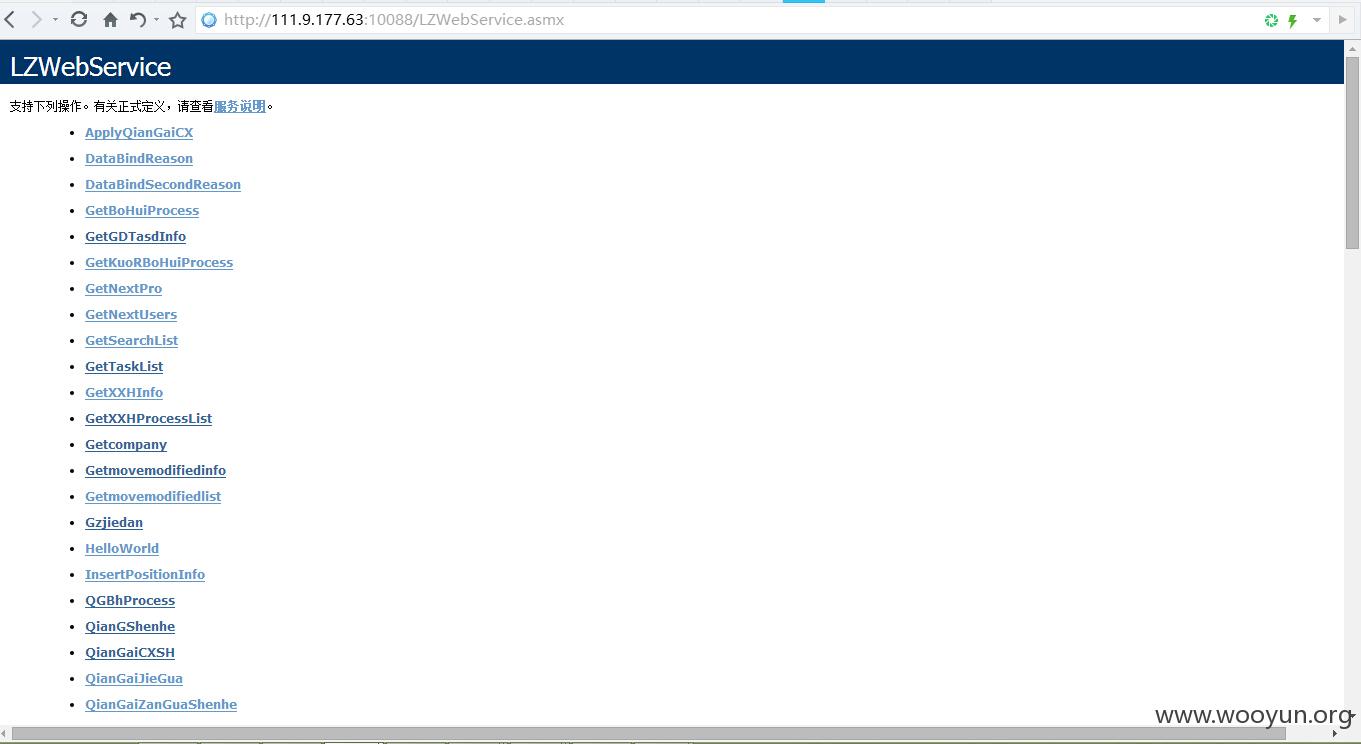 http://111.9.177.63:10088/LZWebService.asmx
LZWebService
支持下列操作。有关正式定义，请查看服务说明。
ApplyQianGaiCX
DataBindReason
DataBindSecondReason
GetBoHuiProcess
GetGDTasdInfo
GetKuoRBoHuiProcess
GetNextPro
GetNextUsers
GetSearchList
GetTaskList
GetXXHInfo
GetXXHProcessList
Getcompany
Getmovemodifiedinfo
Getmovemodifiedlist
Gzjiedan
HelloWorld
InsertPositionInfo
QGBhProcess
QianGShenhe
QianGaiCXSH
QianGaiJieGua
QianGaiZanGuaShenhe
www.wooyun.org